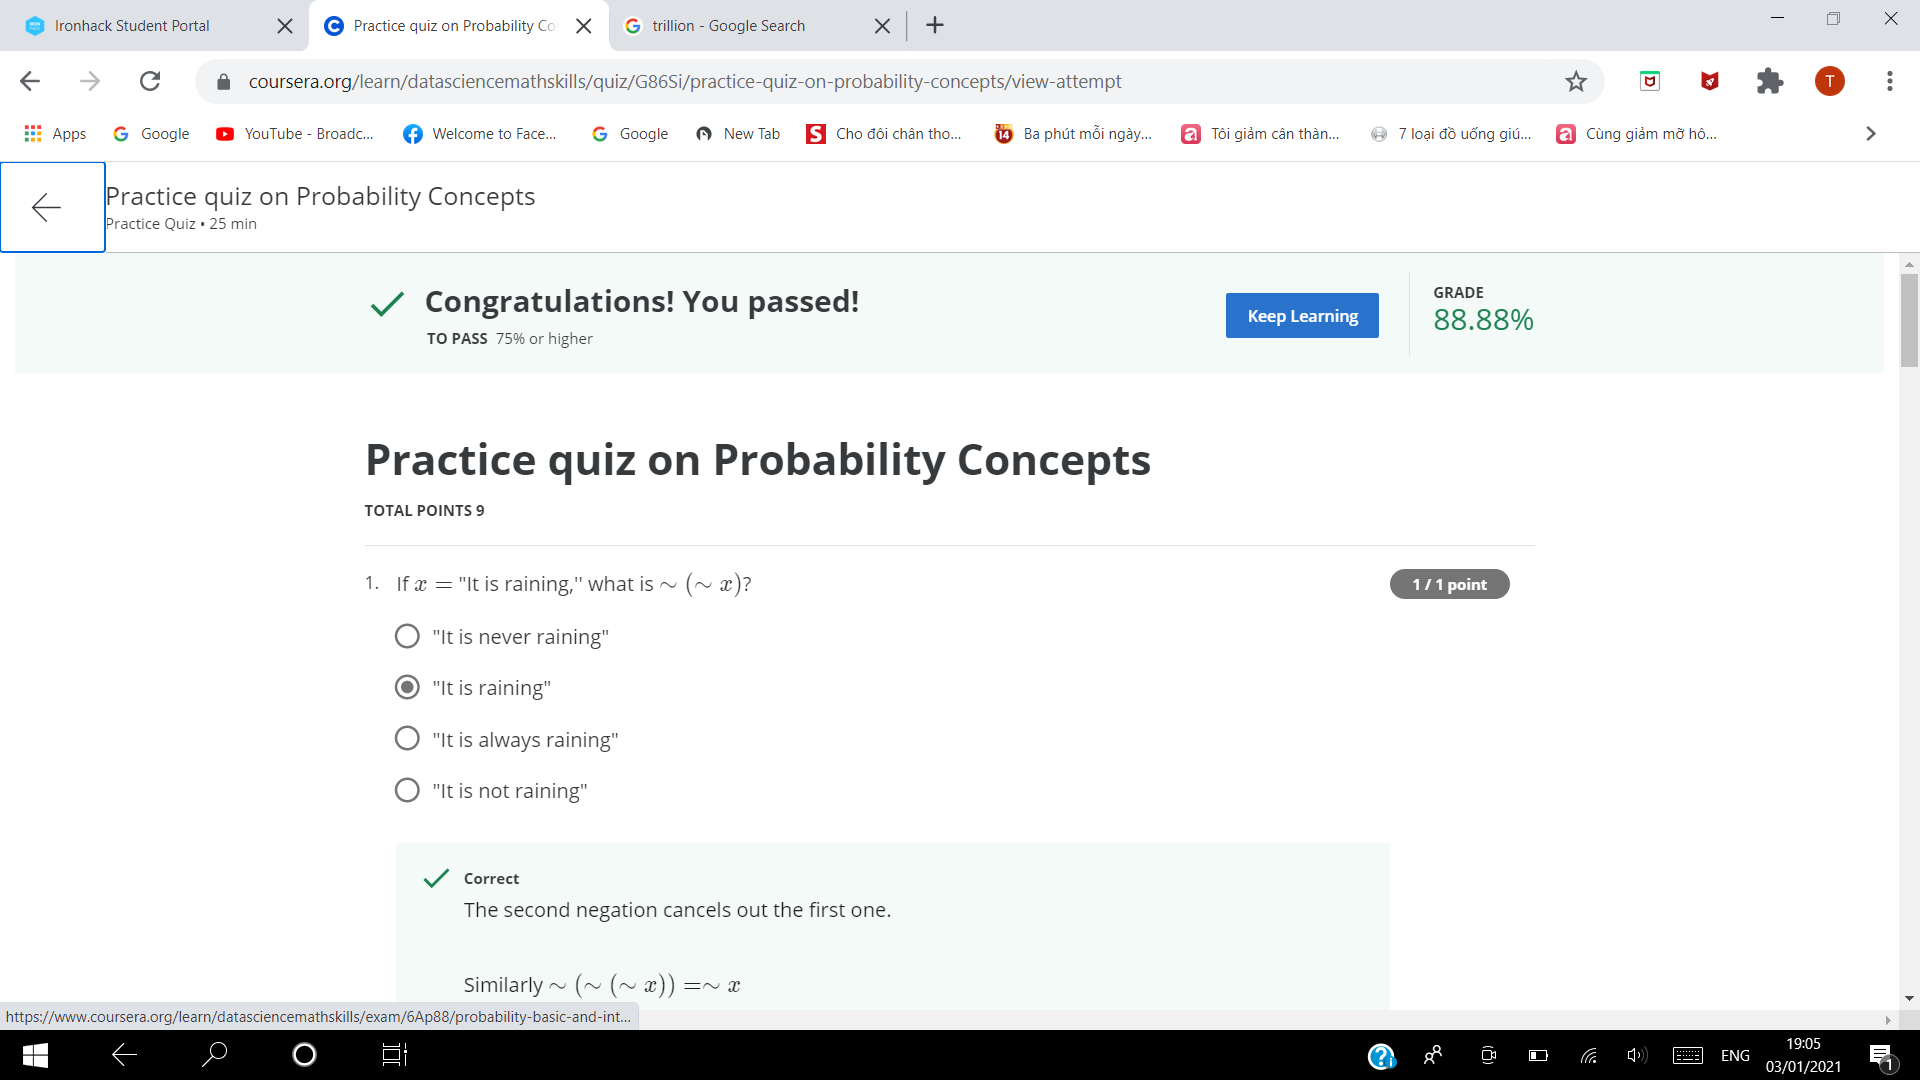 Ironhack Student Portal
Practice quiz on Probability Co
trillion - Google Search
coursera.org/learn/datasciencemathskills/quiz/G86Si/practice-quiz-on-probability-concepts/view-attempt
T
Apps
Google
YouTube - Broadc...
Welcome to Face...
Google
New Tab
S
Cho đôi chân tho...
14
Ba phút mỗi ngày...
a
Tôi giảm cân thàn...
7 loại đồ uống giú...
a
Cùng giảm mỡ hô...
Practice quiz on Probability Concepts
Practice Quiz • 25 min
Congratulations! You passed!
TO PASS 75% or higher
Keep Learning
GRADE
88.88%
Practice quiz on Probability Concepts
TOTAL POINTS 9
1. If x = "It is raining,'' what is ∼ (∼ x)?
1 / 1 point
"It is never raining"
"It is raining"
"It is always raining"
"It is not raining"
Correct
The second negation cancels out the first one.
Similarly ∼ (∼ (∼ x)) =∼ x
https://www.coursera.org/learn/datasciencemathskills/exam/6Ap88/probability-basic-and-int...
ENG
19:05
03/01/2021
1